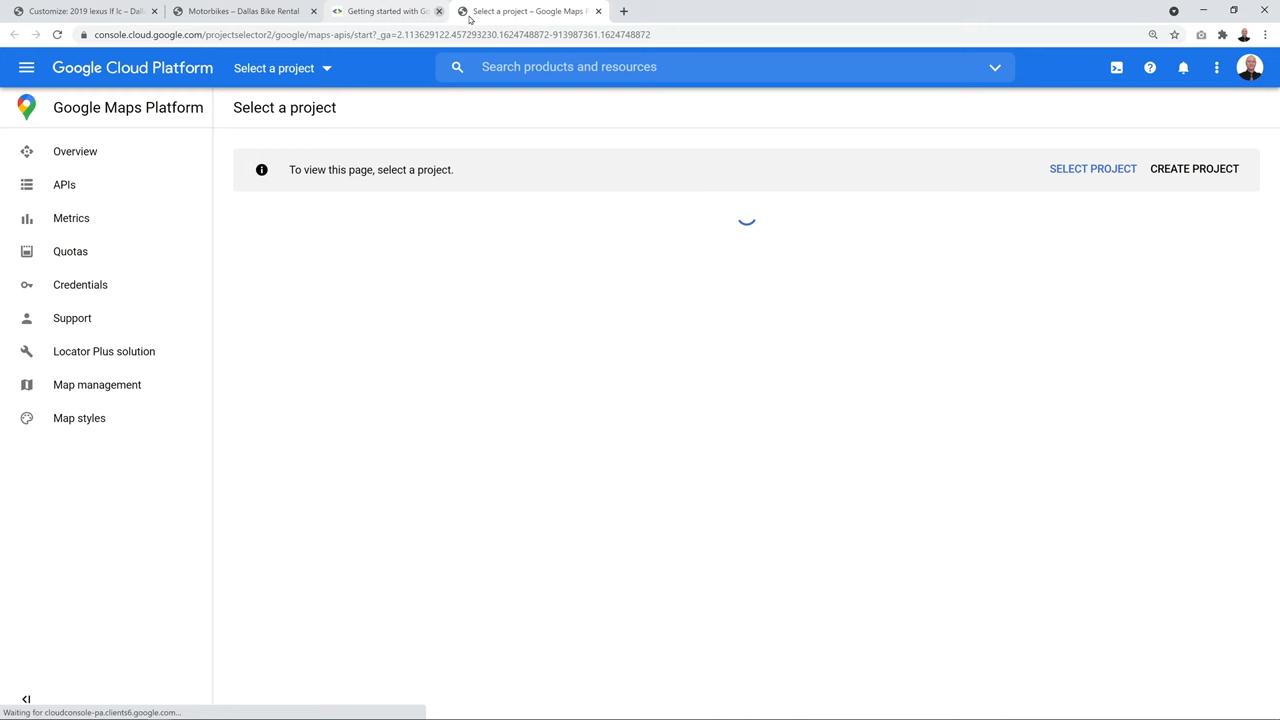 Customize: 2019 lexus lf lc – Dall
Motorbikes – Dallas Bike Rental
Getting started with Go
Select a project – Google Maps P
console.cloud.google.com/projectselector2/google/maps-apis/start?_ga=2.113629122.457293230.1624748872-913987361.1624748872
Google Cloud Platform
Select a project
Search products and resources
Google Maps Platform
Select a project
To view this page, select a project.
SELECT PROJECT
CREATE PROJECT
Overview
APIs
Metrics
Quotas
Credentials
Support
Locator Plus solution
Map management
Map styles
Waiting for cloudconsole-pa.clients6.google.com...